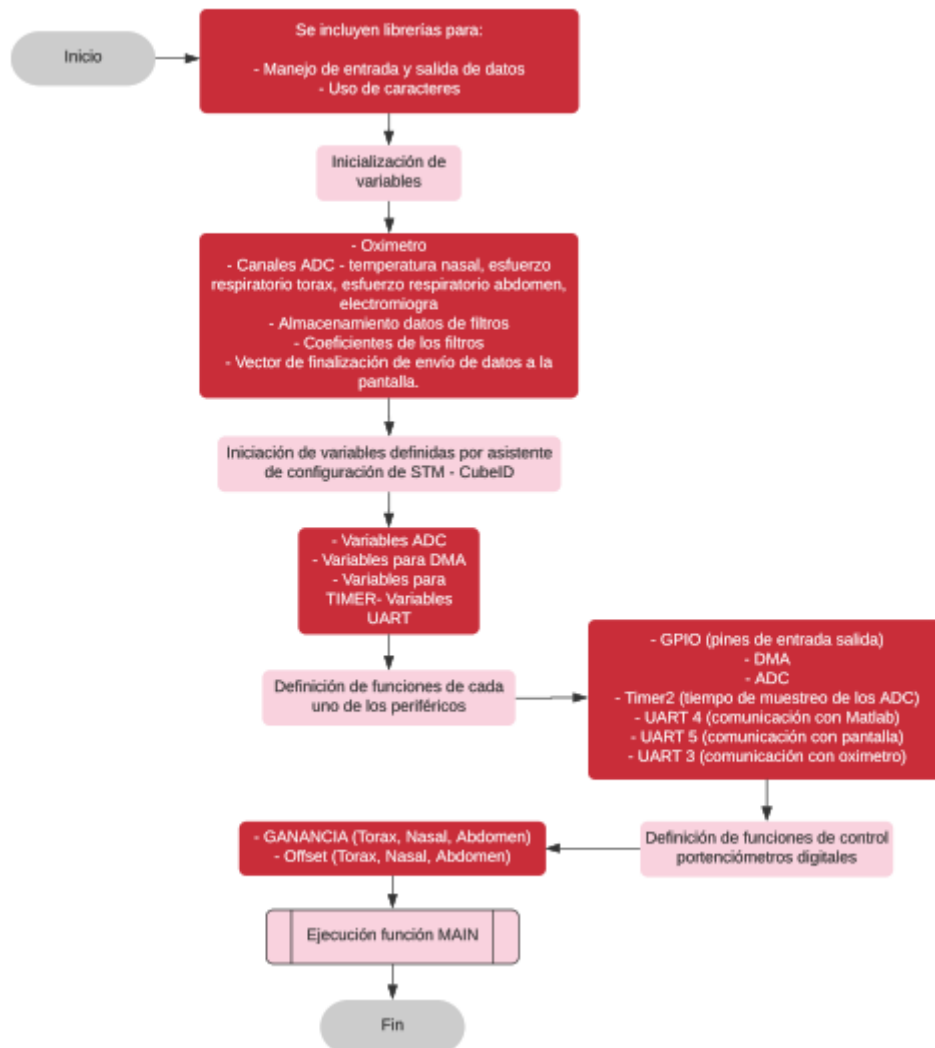 Inicio
Se incluyen librerías para:
- Manejo de entrada y salida de datos
- Uso de caracteres
Inicialización de
variables
- Oxímetro
- Canales ADC - temperatura nasal, esfuerzo
respiratorio torax, esfuerzo respiratorio abdomen,
electromiogra
- Almacenamiento datos de filtros
- Coeficientes de los filtros
- Vector de finalización de envío de datos a la
pantalla.
Iniciación de variables definidas por asistente
de configuración de STM - CubeID
- Variables ADC
- Variables para DMA
- Variables para
TIMER- Variables
UART
Definición de funciones de cada
uno de los periféricos
- GPIO (pines de entrada salida)
- DMA
- ADC
- Timer2 (tiempo de muestreo de los ADC)
- UART 4 (comunicación con Matlab)
- UART 5 (comunicación con pantalla)
- UART 3 (comunicación con oximetro)
Definición de funciones de control
portenciómetros digitales
- GANANCIA (Torax, Nasal, Abdomen)
- Offset (Torax, Nasal, Abdomen)
Ejecución función MAIN
Fin